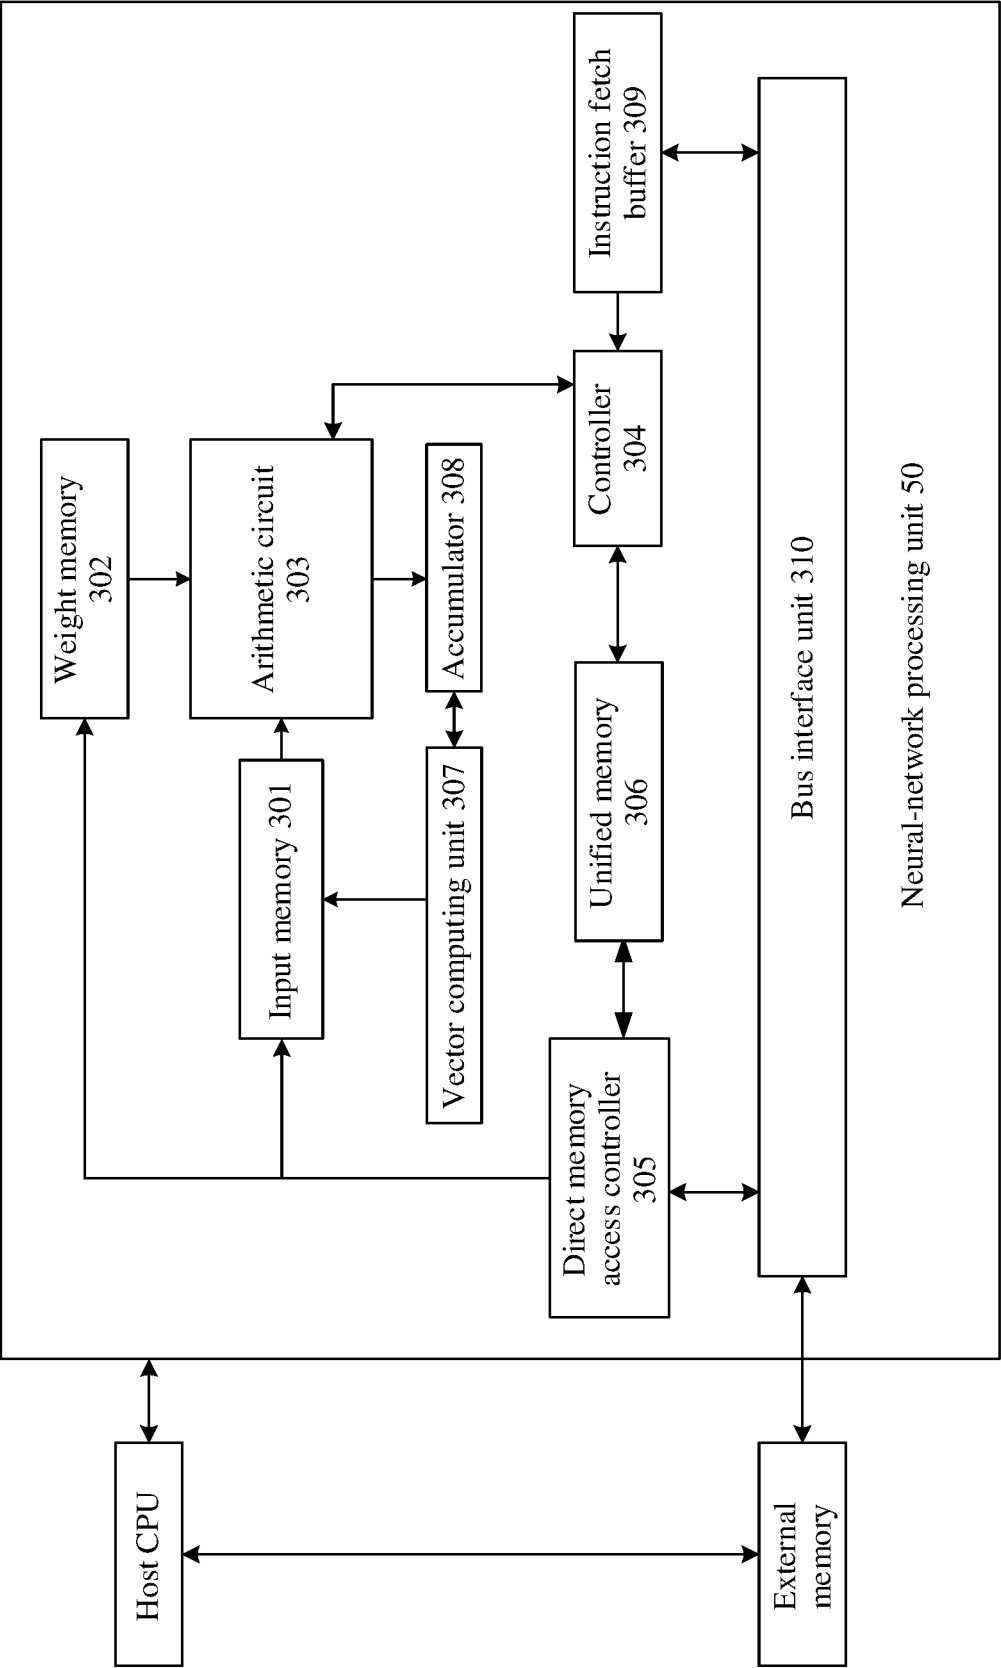 Host CPU
External
memory
Weight memory
302
Input memory 301
Arithmetic circuit
303
Vector computing unit 307
Accumulator 308
Direct memory
access controller
305
Unified memory
306
Controller
304
Instruction fetch
buffer 309
Bus interface unit 310
Neural-network processing unit 50